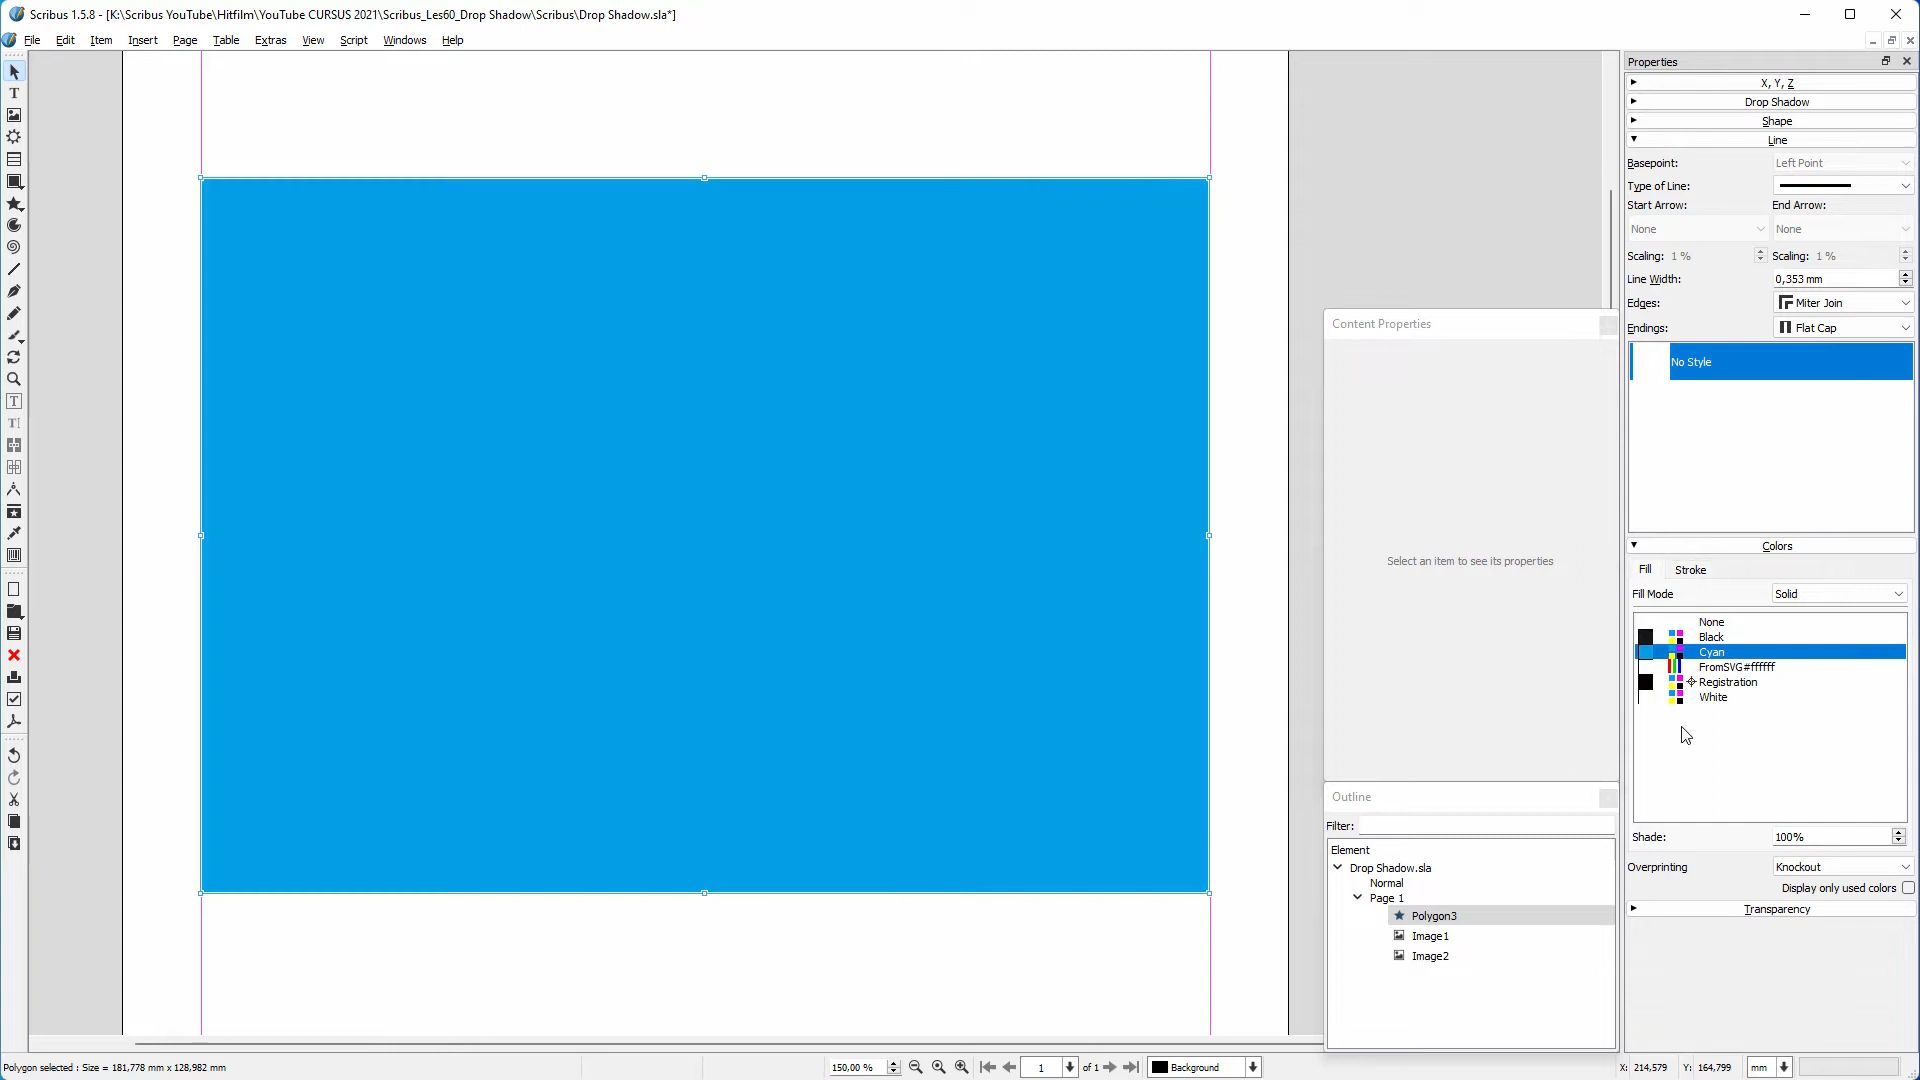 Scribus 1.5.8 - [K:\Scribus YouTube\Hitfilm\YouTube CURSUS 2021\Scribus_Les60_Drop Shadow\Scribus\Drop Shadow.sla*]
File Edit Item Insert Page Table Extras View Script Windows Help
Properties
X, Y, Z
Drop Shadow
Shape
Line
Basepoint: Left Point
Type of Line:
Start Arrow: End Arrow:
None None
Scaling: 1 % Scaling: 1 %
Line Width: 0,353 mm
Edges: Miter Join
Endings: Flat Cap
No Style
Colors
Fill Stroke
Fill Mode Solid
None
Black
Cyan
FromSVG#ffffff
Registration
White
Shade: 100%
Overprinting Knockout
Display only used colors
Transparency
Content Properties
Select an item to see its properties
Outline
Filter:
Element
Drop Shadow.sla
Normal
Page 1
Polygon3
Image1
Image2
Polygon selected : Size = 181,778 mm x 128,982 mm
150,00 % 1 of 1 Background X: 214,579 Y: 164,799 mm